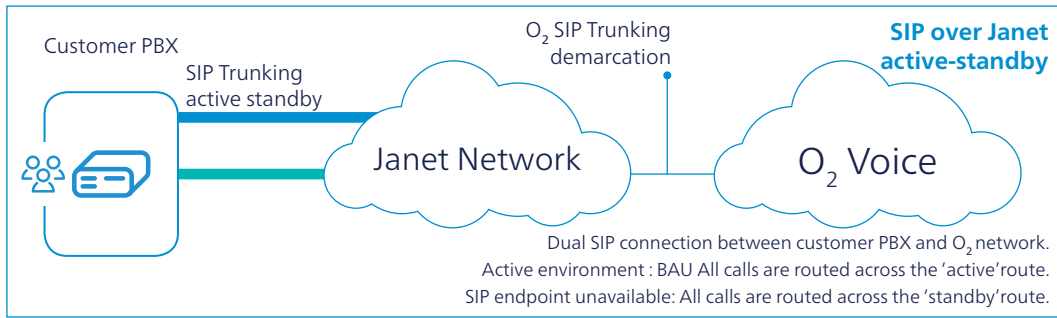 Customer PBX
SIP Trunking
active standby
O₂ SIP Trunking
demarcation
SIP over Janet
active-standby
Janet Network
O₂ Voice
Dual SIP connection between customer PBX and O₂ network.
Active environment : BAU All calls are routed across the ‘active’route.
SIP endpoint unavailable: All calls are routed across the ‘standby’route.